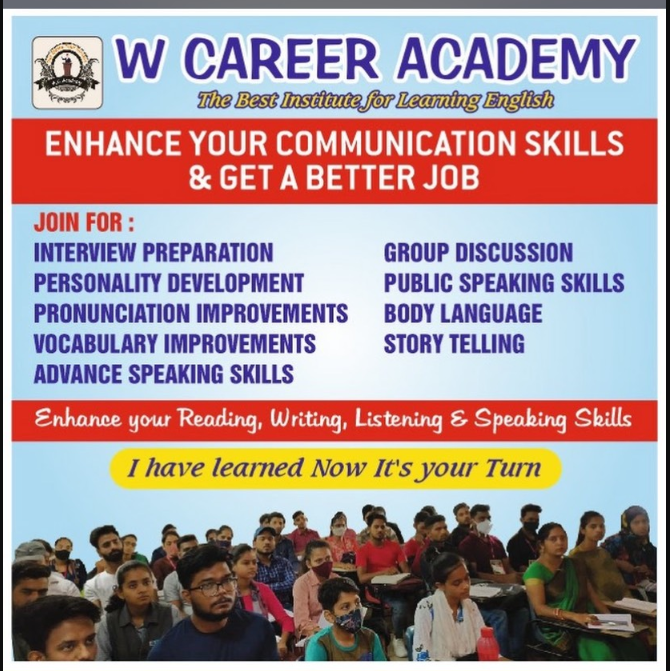 W CAREER ACADEMY
The Best Institute for Learning English
ENHANCE YOUR COMMUNICATION SKILLS
& GET A BETTER JOB
JOIN FOR :
INTERVIEW PREPARATION
PERSONALITY DEVELOPMENT
PRONUNCIATION IMPROVEMENTS
VOCABULARY IMPROVEMENTS
ADVANCE SPEAKING SKILLS
GROUP DISCUSSION
PUBLIC SPEAKING SKILLS
BODY LANGUAGE
STORY TELLING
Enhance your Reading, Writing, Listening & Speaking Skills
I have learned Now It's your Turn